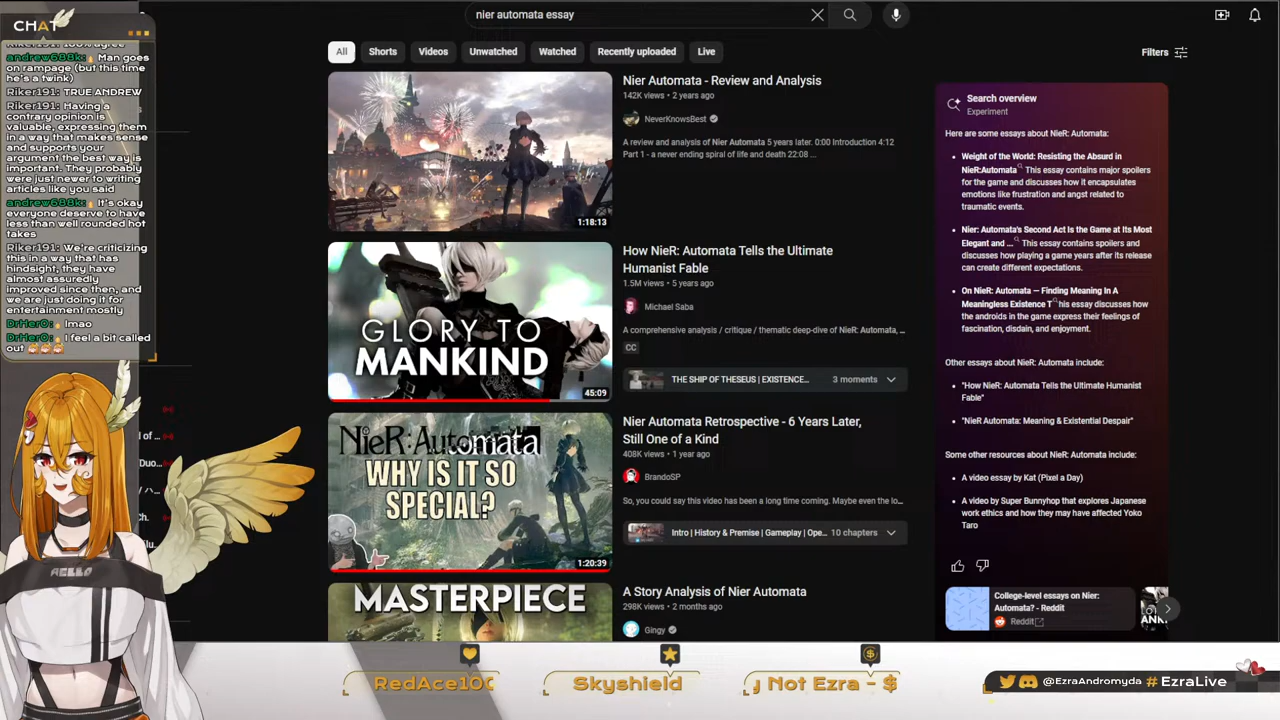 nier automata essay
CHAT
Riker191: 100% agree
andrew688k: Man goes
on rampage (but this time
he's a twink)
Riker191: TRUE ANDREW
Riker191: Having a
contrary opinion is
valuable, expressing them
in a way that makes sense
and supports your
argument the best way is
important. They probably
were just newer to writing
articles like you said
andrew688k: It's okay
everyone deserve to have
less than well rounded hot
takes
Riker191: We're criticizing
this in a way that has
hindsight, they have
almost assuredly
improved since then, and
we are just doing it for
entertainment mostly
DrHer0: lmao
DrHer0: I feel a bit called
out
All
Shorts
Videos
Unwatched
Watched
Recently uploaded
Live
Filters
Nier Automata - Review and Analysis
142K views • 2 years ago
NeverKnowsBest
A review and analysis of Nier Automata 5 years later. 0:00 Introduction 4:12
Part 1 - a never ending spiral of life and death 22:08 ...
1:18:13
GLORY TO
MANKIND
45:09
How NieR: Automata Tells the Ultimate
Humanist Fable
1.5M views • 5 years ago
Michael Saba
A comprehensive analysis / critique / thematic deep-dive of NieR: Automata, ...
CC
THE SHIP OF THESEUS | EXISTENCE...
3 moments
NieR:Automata
WHY IS IT SO
SPECIAL?
1:20:39
Nier Automata Retrospective - 6 Years Later,
Still One of a Kind
408K views • 1 year ago
BrandoSP
So, you could say this video has been a long time coming. Maybe even the lo...
Intro | History & Premise | Gameplay | Ope...
10 chapters
MASTERPIECE
A Story Analysis of Nier Automata
298K views • 2 months ago
Gingy
Search overview
Experiment
Here are some essays about NieR: Automata:
• Weight of the World: Resisting the Absurd in
NieR:Automata This essay contains major spoilers
for the game and discusses how it encapsulates
emotions like frustration and angst related to
traumatic events.
• Nier: Automata's Second Act Is the Game at Its Most
Elegant and ... This essay contains spoilers and
discusses how playing a game years after its release
can create different expectations.
• On NieR: Automata — Finding Meaning In A
Meaningless Existence T his essay discusses how
the androids in the game express their feelings of
fascination, disdain, and enjoyment.
Other essays about NieR: Automata include:
• "How NieR: Automata Tells the Ultimate Humanist
Fable"
• "NieR Automata: Meaning & Existential Despair"
Some other resources about NieR: Automata include:
• A video essay by Kat (Pixel a Day)
• A video by Super Bunnyhop that explores Japanese
work ethics and how they may have affected Yoko
Taro
College-level essays on Nier:
Automata? - Reddit
Reddit
l of ...
Duo...
Ch.
HELLO
RedAce100
Skyshield
y Not Ezra - $
@EzraAndromyda # EzraLive